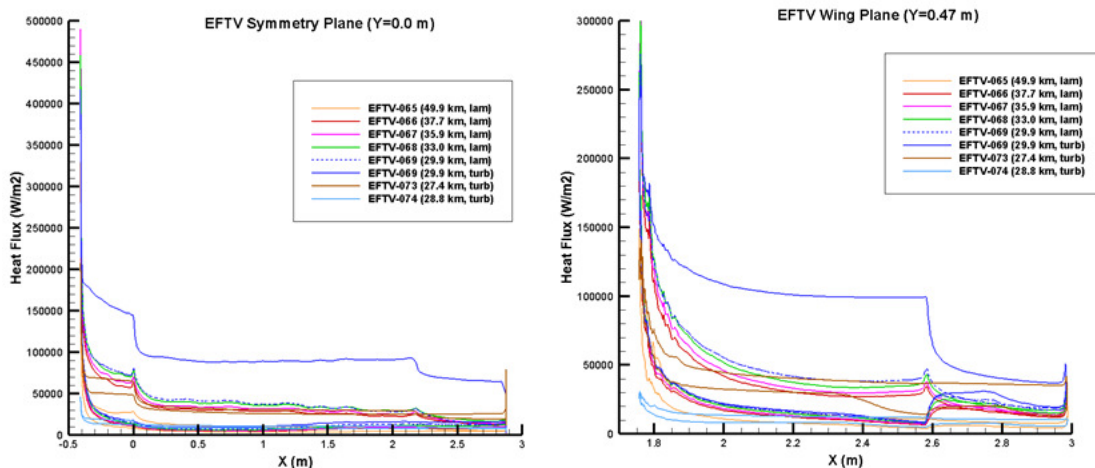 EFTV Symmetry Plane (Y=0.0 m)
500000
450000
400000
350000
300000
250000
200000
150000
100000
50000
0
Heat Flux (W/m2)
EFTV-065 (49.9 km, lam)
EFTV-066 (37.7 km, lam)
EFTV-067 (35.9 km, lam)
EFTV-068 (33.0 km, lam)
EFTV-069 (29.9 km, lam)
EFTV-069 (29.9 km, turb)
EFTV-073 (27.4 km, turb)
EFTV-074 (28.8 km, turb)
-0.5 0 0.5 1 1.5 2 2.5 3
X (m)
EFTV Wing Plane (Y=0.47 m)
300000
250000
200000
150000
100000
50000
0
Heat Flux (W/m2)
EFTV-065 (49.9 km, lam)
EFTV-066 (37.7 km, lam)
EFTV-067 (35.9 km, lam)
EFTV-068 (33.0 km, lam)
EFTV-069 (29.9 km, lam)
EFTV-069 (29.9 km, turb)
EFTV-073 (27.4 km, turb)
EFTV-074 (28.8 km, turb)
1.8 2 2.2 2.4 2.6 2.8 3
X (m)